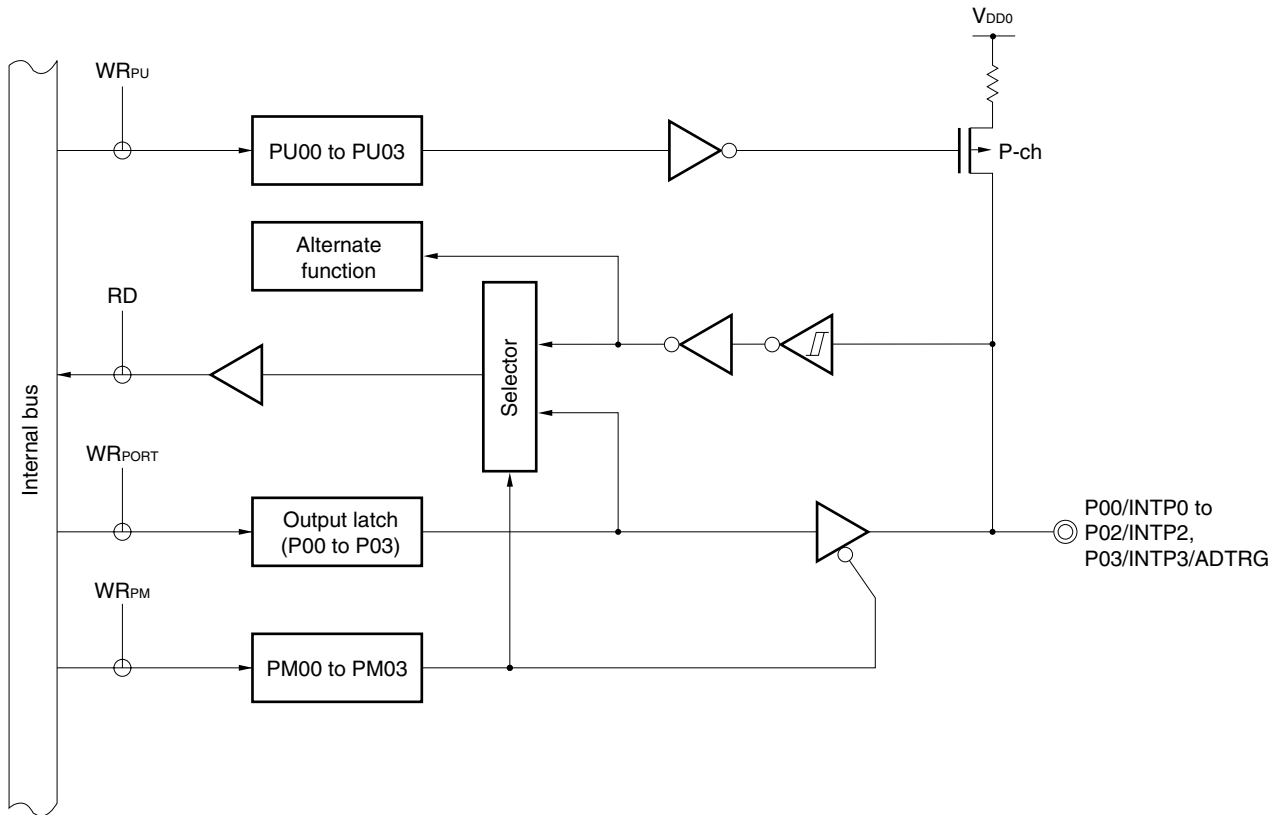 VDD0
WRPU
PU00 to PU03
P-ch
Alternate
function
RD
Selector
Internal bus
WRPORT
Output latch
(P00 to P03)
P00/INTP0 to
P02/INTP2,
P03/INTP3/ADTRG
WRPM
PM00 to PM03